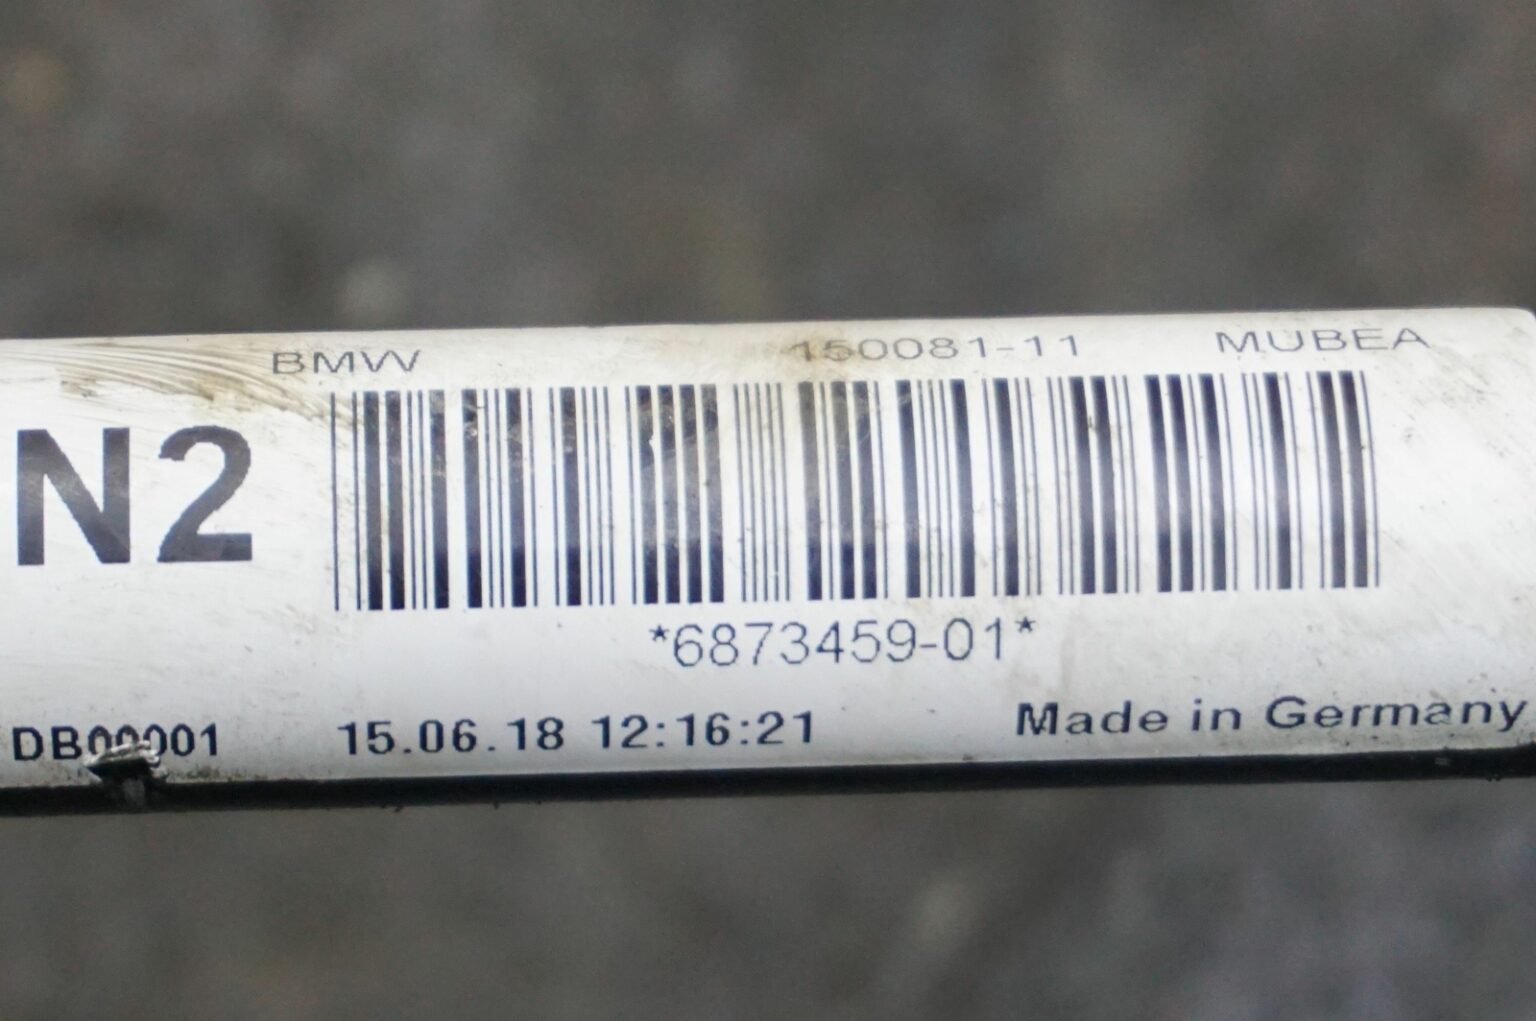 BMW 150081-11 MUBEA
N2
*6873459-01*
DB00001 15.06.18 12:16:21 Made in Germany